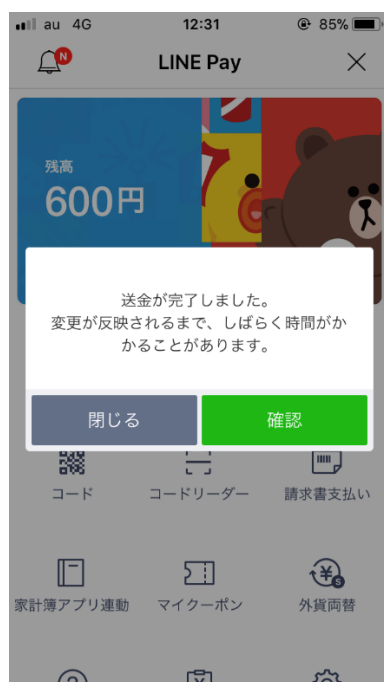 au 4G 12:31 85%
N
LINE Pay
残高
600円
送金が完了しました。
変更が反映されるまで、しばらく時間がか
かることがあります。
閉じる 確認
コード コードリーダー 請求書支払い
家計簿アプリ連動 マイクーポン 外貨両替